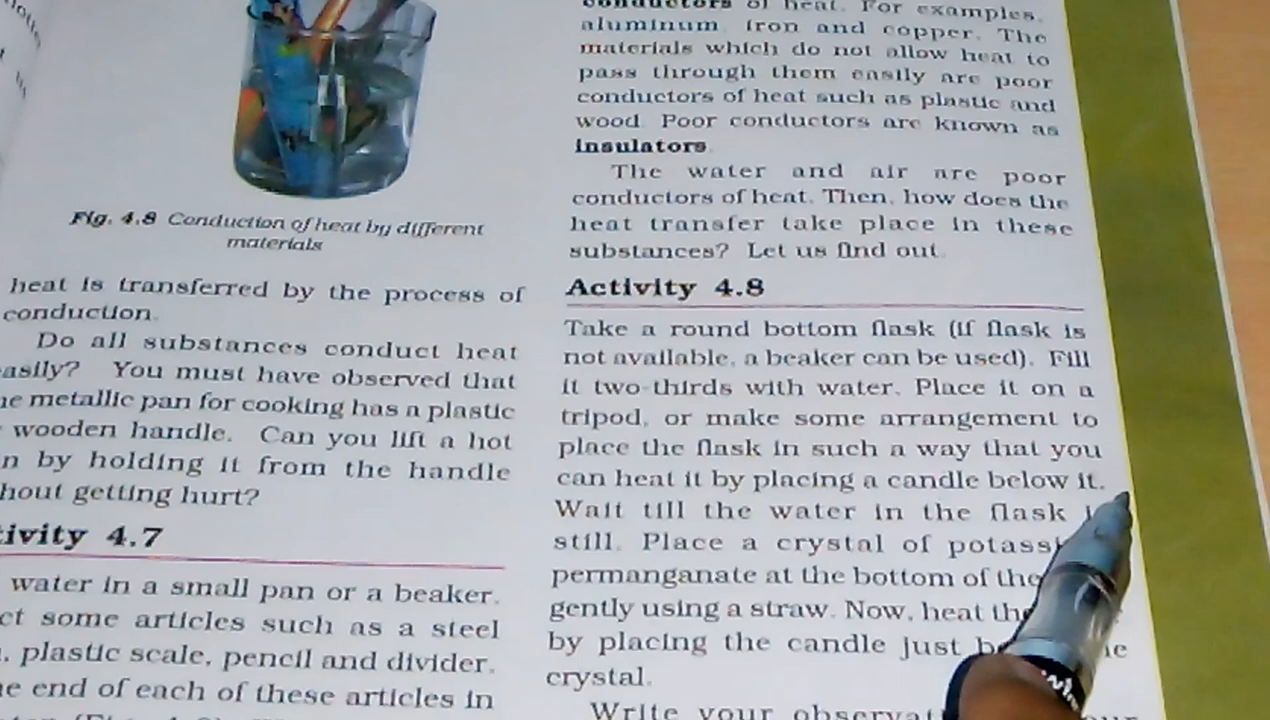 Fig. 4.8 Conduction of heat by different
materials
heat is transferred by the process of
conduction.
Do all substances conduct heat
asily? You must have observed that
metallic pan for cooking has a plastic
wooden handle. Can you lift a hot
n by holding it from the handle
hout getting hurt?
tivity 4.7
water in a small pan or a beaker.
ct some articles such as a steel
plastic scale, pencil and divider.
e end of each of these articles in
conductors of heat. For examples,
aluminum, iron and copper. The
materials which do not allow heat to
pass through them easily are poor
conductors of heat such as plastic and
wood. Poor conductors are known as
insulators.
The water and air are poor
conductors of heat. Then, how does the
heat transfer take place in these
substances? Let us find out.
Activity 4.8
Take a round bottom flask (if flask is
not available, a beaker can be used). Fill
it two-thirds with water. Place it on a
tripod, or make some arrangement to
place the flask in such a way that you
can heat it by placing a candle below it.
Wait till the water in the flask
still. Place a crystal of potassi
permanganate at the bottom of the
gently using a straw. Now, heat the
by placing the candle just be
crystal.
Write your observat